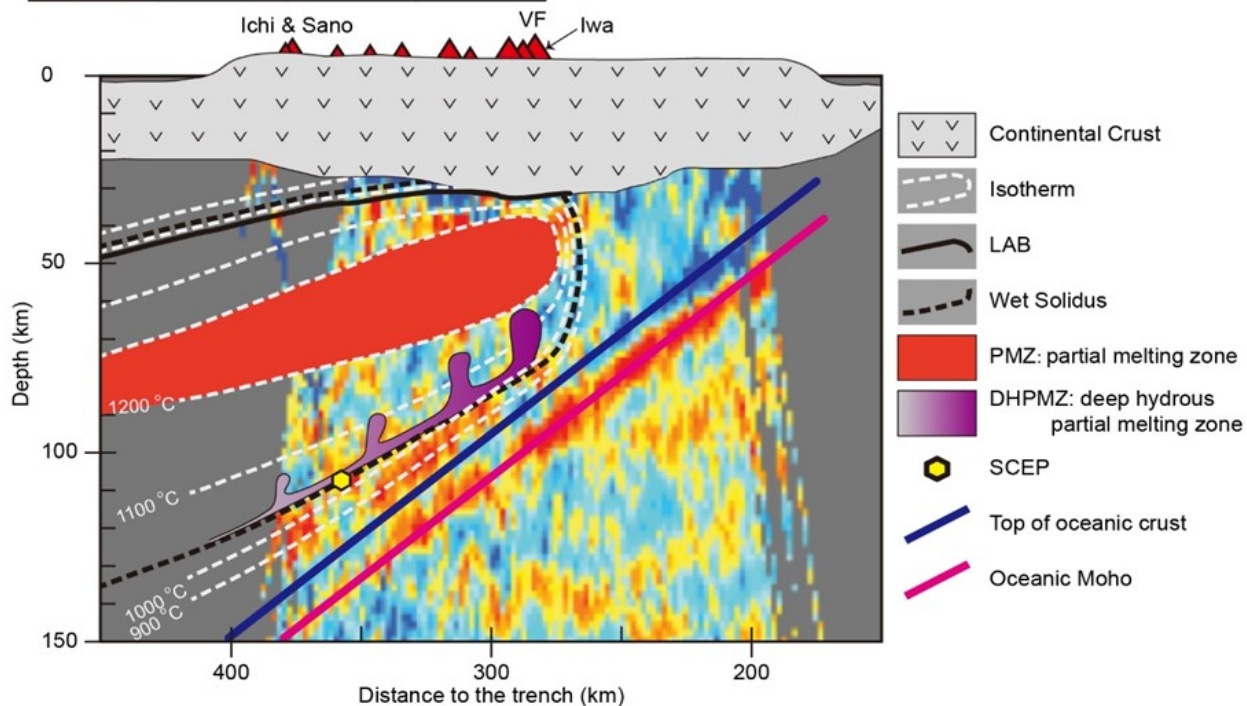 Ichi & Sano
VF
Iwa
0
50
100
150
Depth (km)
1200 °C
1100 °C
1000 °C
900 °C
400
300
200
Distance to the trench (km)
Continental Crust
Isotherm
LAB
Wet Solidus
PMZ: partial melting zone
DHPMZ: deep hydrous
partial melting zone
SCEP
Top of oceanic crust
Oceanic Moho